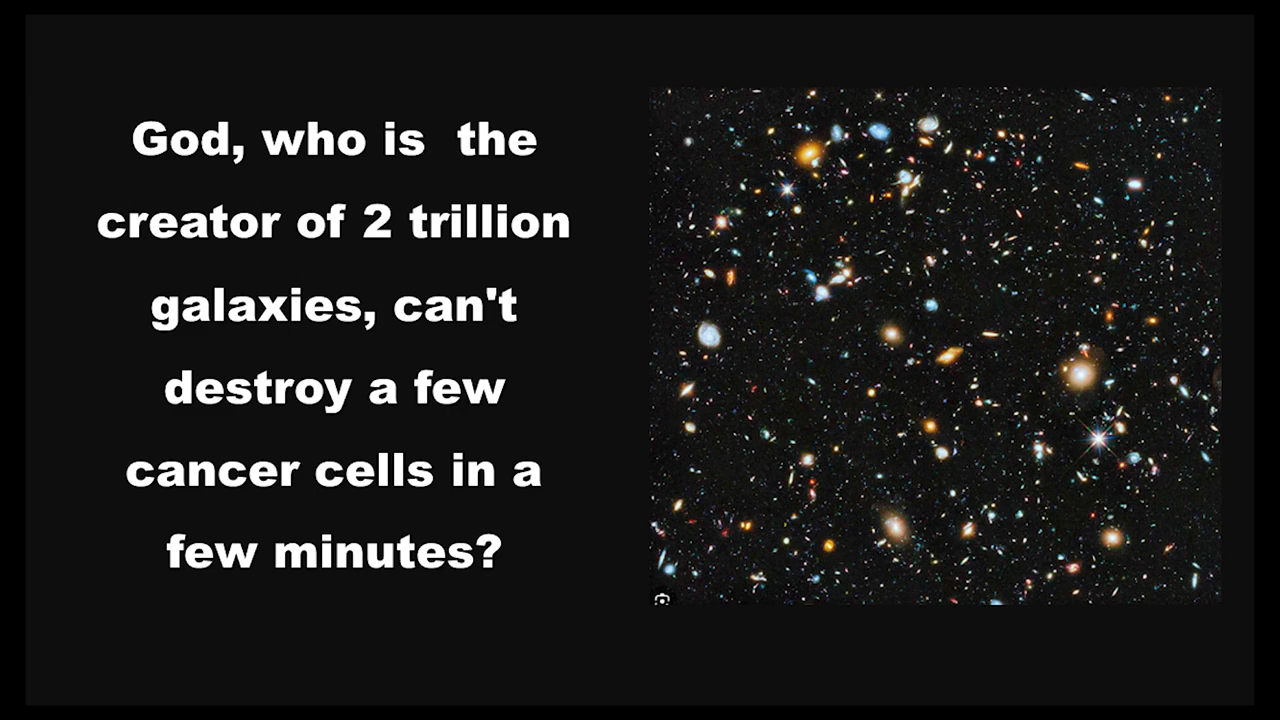 God, who is  the
creator of 2 trillion
galaxies, can't
destroy a few
cancer cells in a
few minutes?